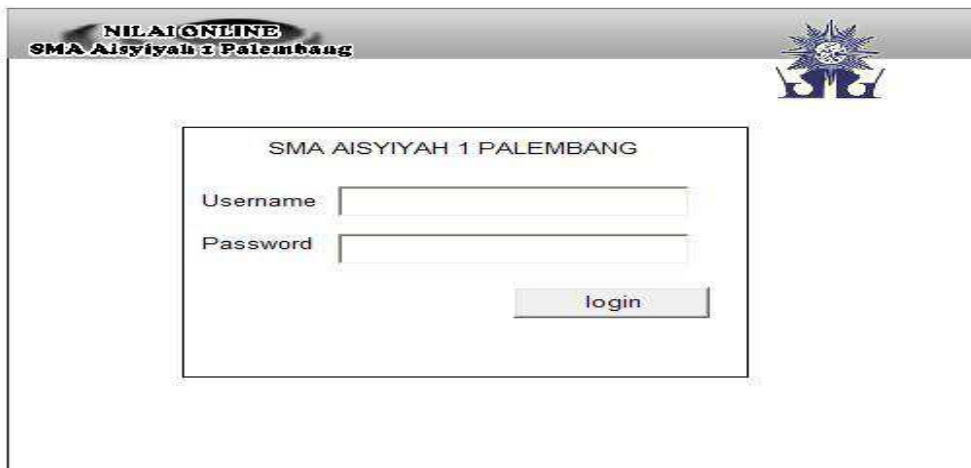 NILAI ONLINE
SMA Aisyiyah 1 Palembang
SMA AISYIYAH 1 PALEMBANG
Username
Password
login